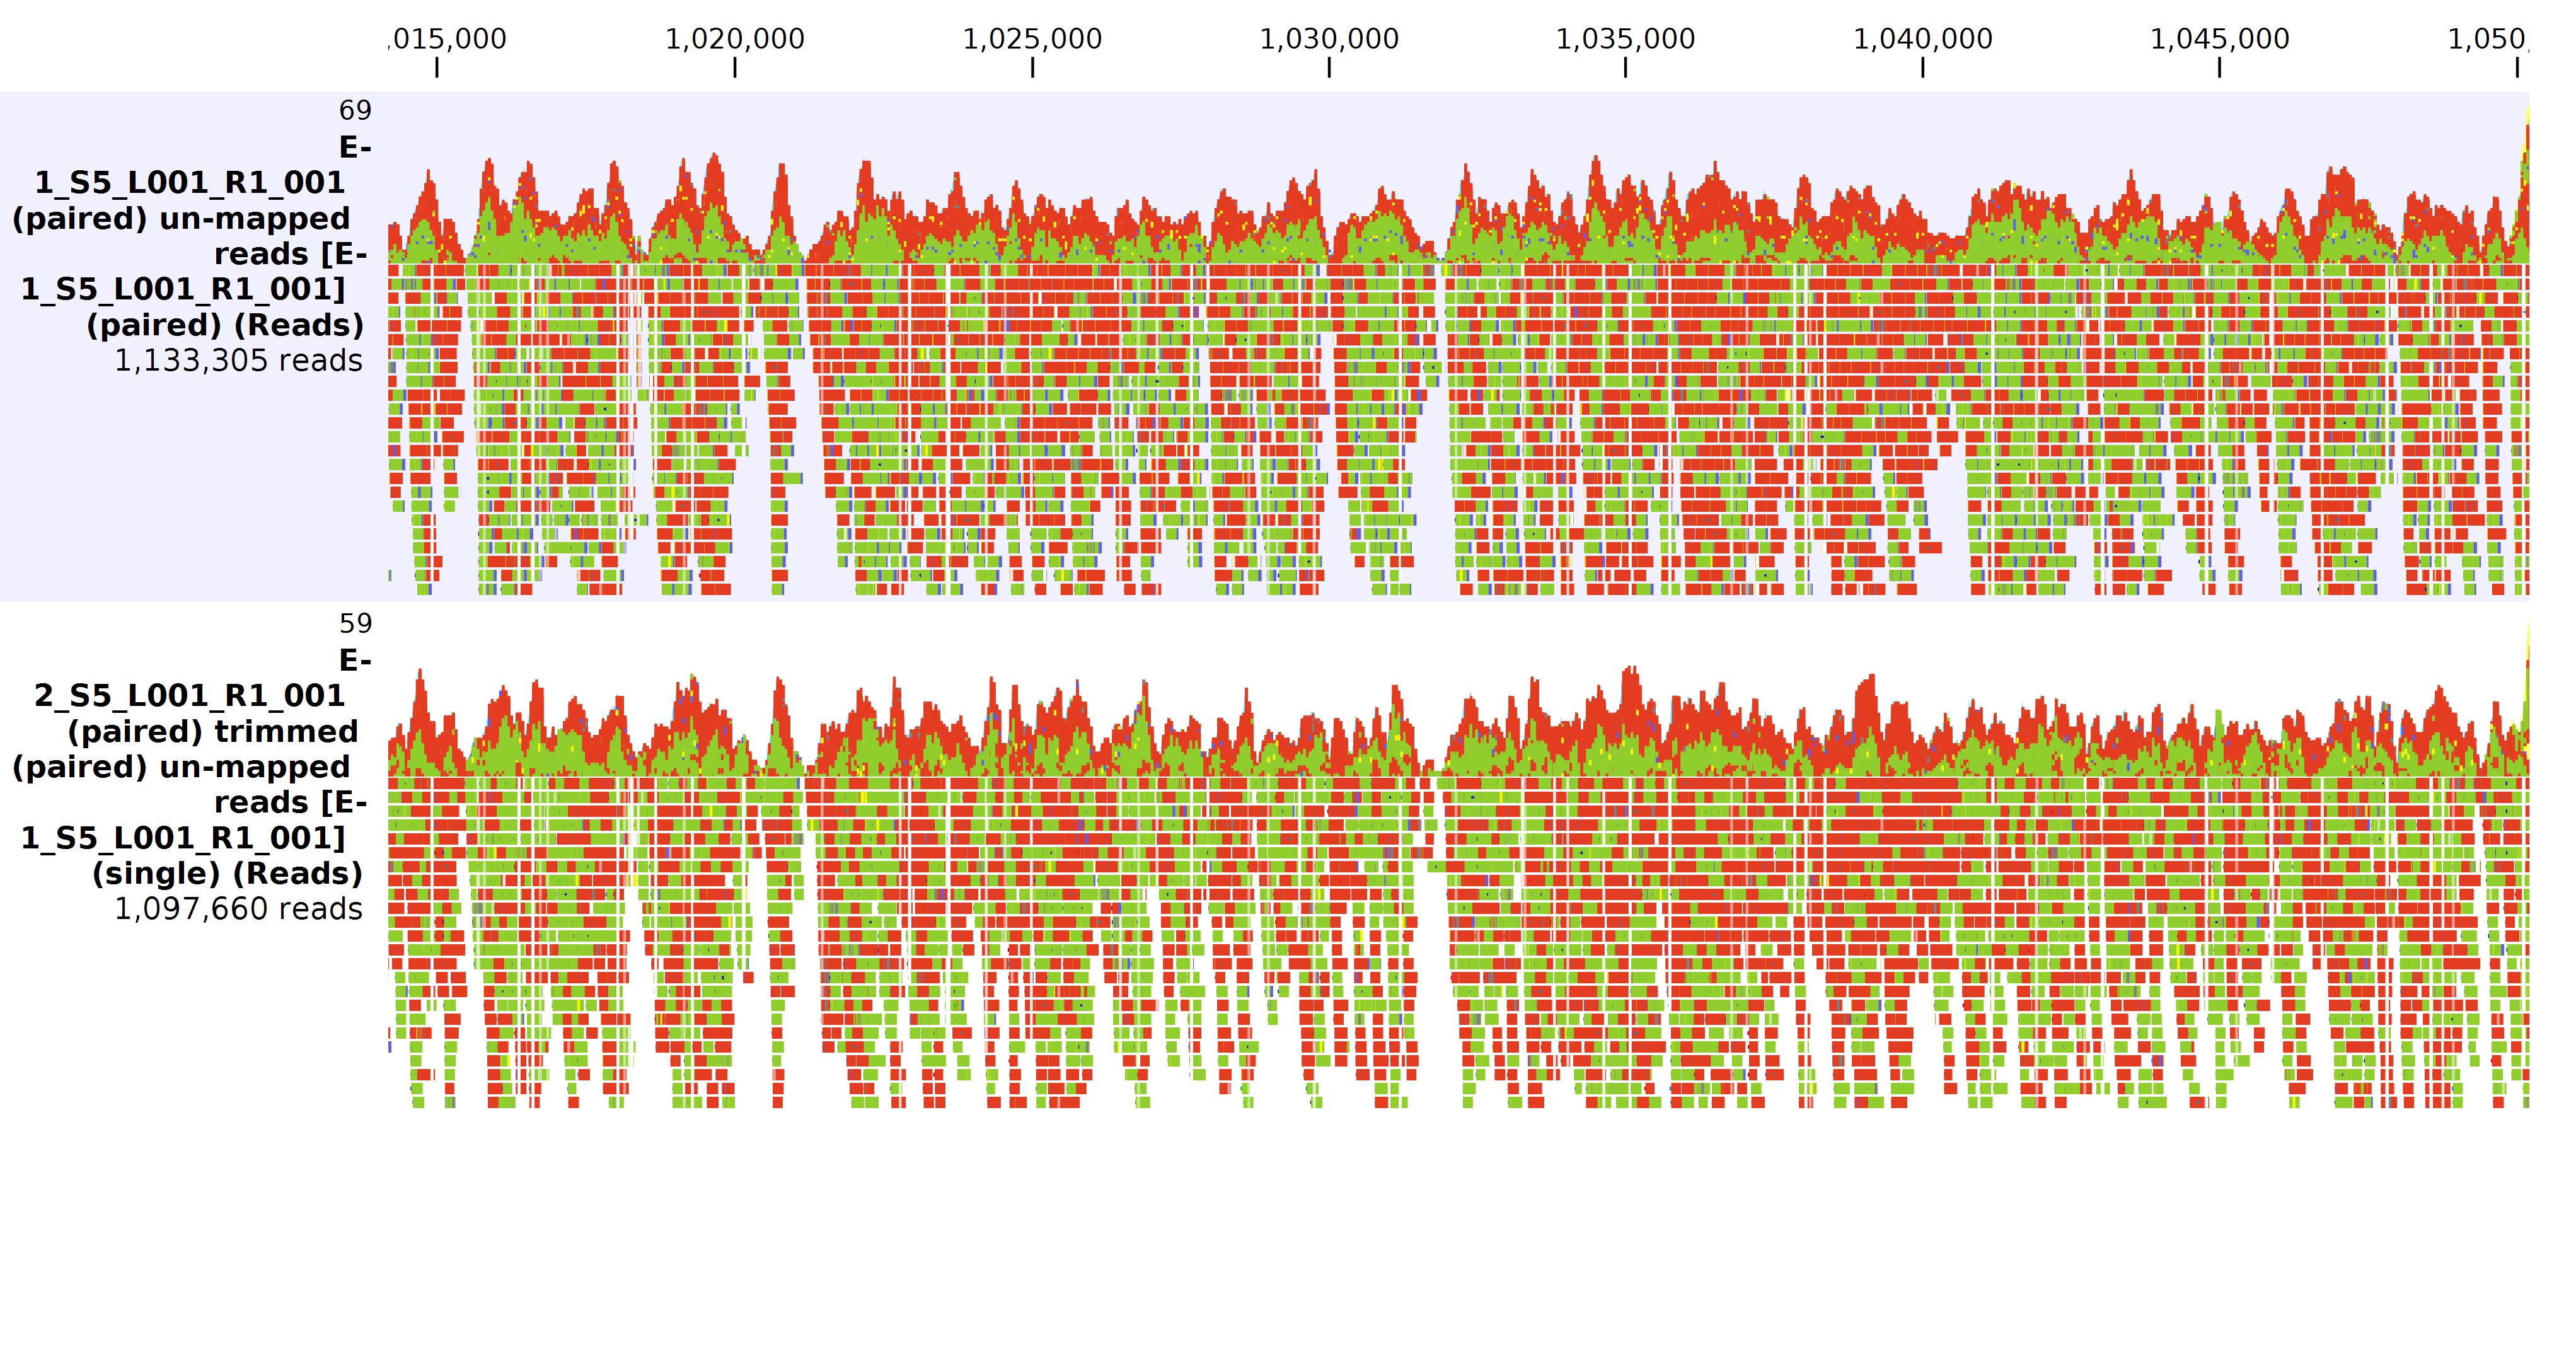 ,015,000 1,020,000 1,025,000 1,030,000 1,035,000 1,040,000 1,045,000 1,050,
69
E-
1_S5_L001_R1_001
(paired) un-mapped
reads [E-
1_S5_L001_R1_001]
(paired) (Reads)
1,133,305 reads
59
E-
2_S5_L001_R1_001
(paired) trimmed
(paired) un-mapped
reads [E-
1_S5_L001_R1_001]
(single) (Reads)
1,097,660 reads